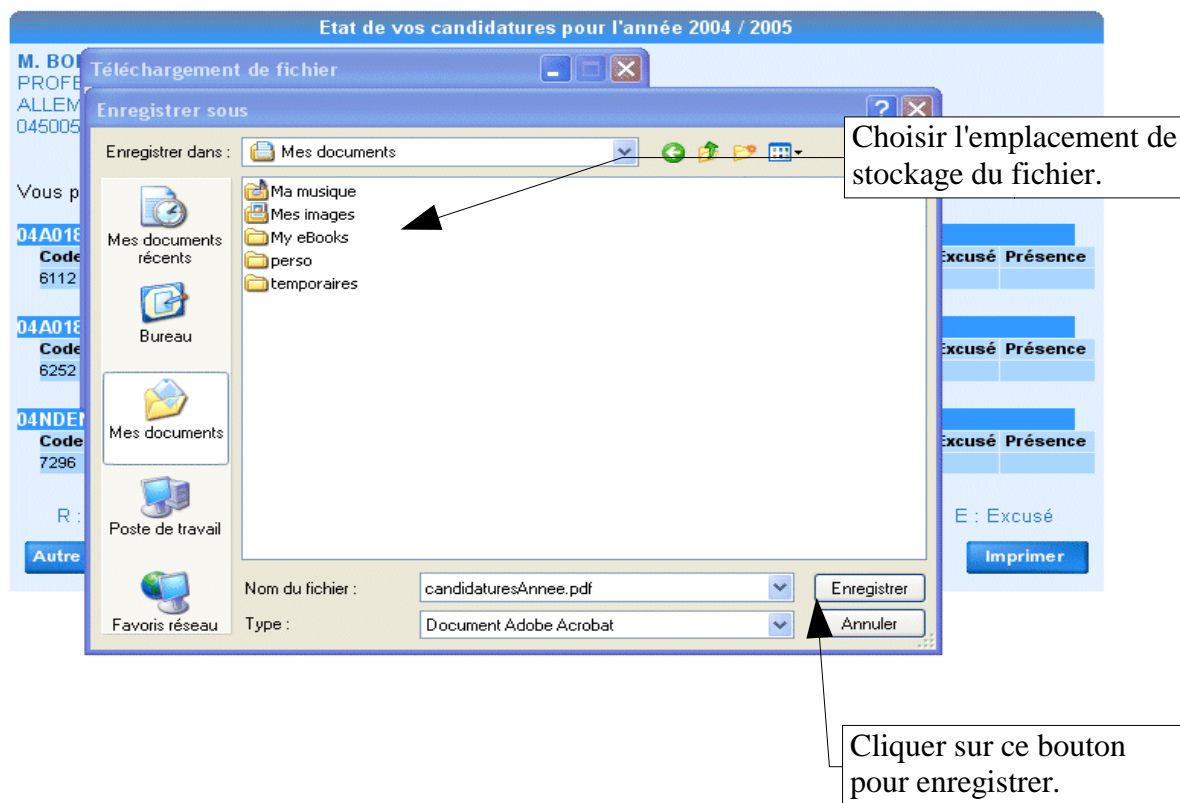 Etat de vos candidatures pour l'année 2004 / 2005
M.
Téléchargement de fichier
Enregistrer sous
045005
Enregistrer dans :
Mes documents
Choisir l'emplacement de
stockage du fichier.
Vous
Mes documents
récents
Bureau
Mes documents
Poste de travail
Favoris réseau
Ma musique
Mes images
My eBooks
perso
temporaires
04A018
Code
Excusé Présence
6112
04A018
Code
Excusé Présence
6252
Code
Excusé Présence
7296
R :
E : Excusé
Autre
Imprimer
Nom du fichier :
candidaturesAnnee.pdf
Enregistrer
Type :
Document Adobe Acrobat
Annuler
Cliquer sur ce bouton
pour enregistrer.